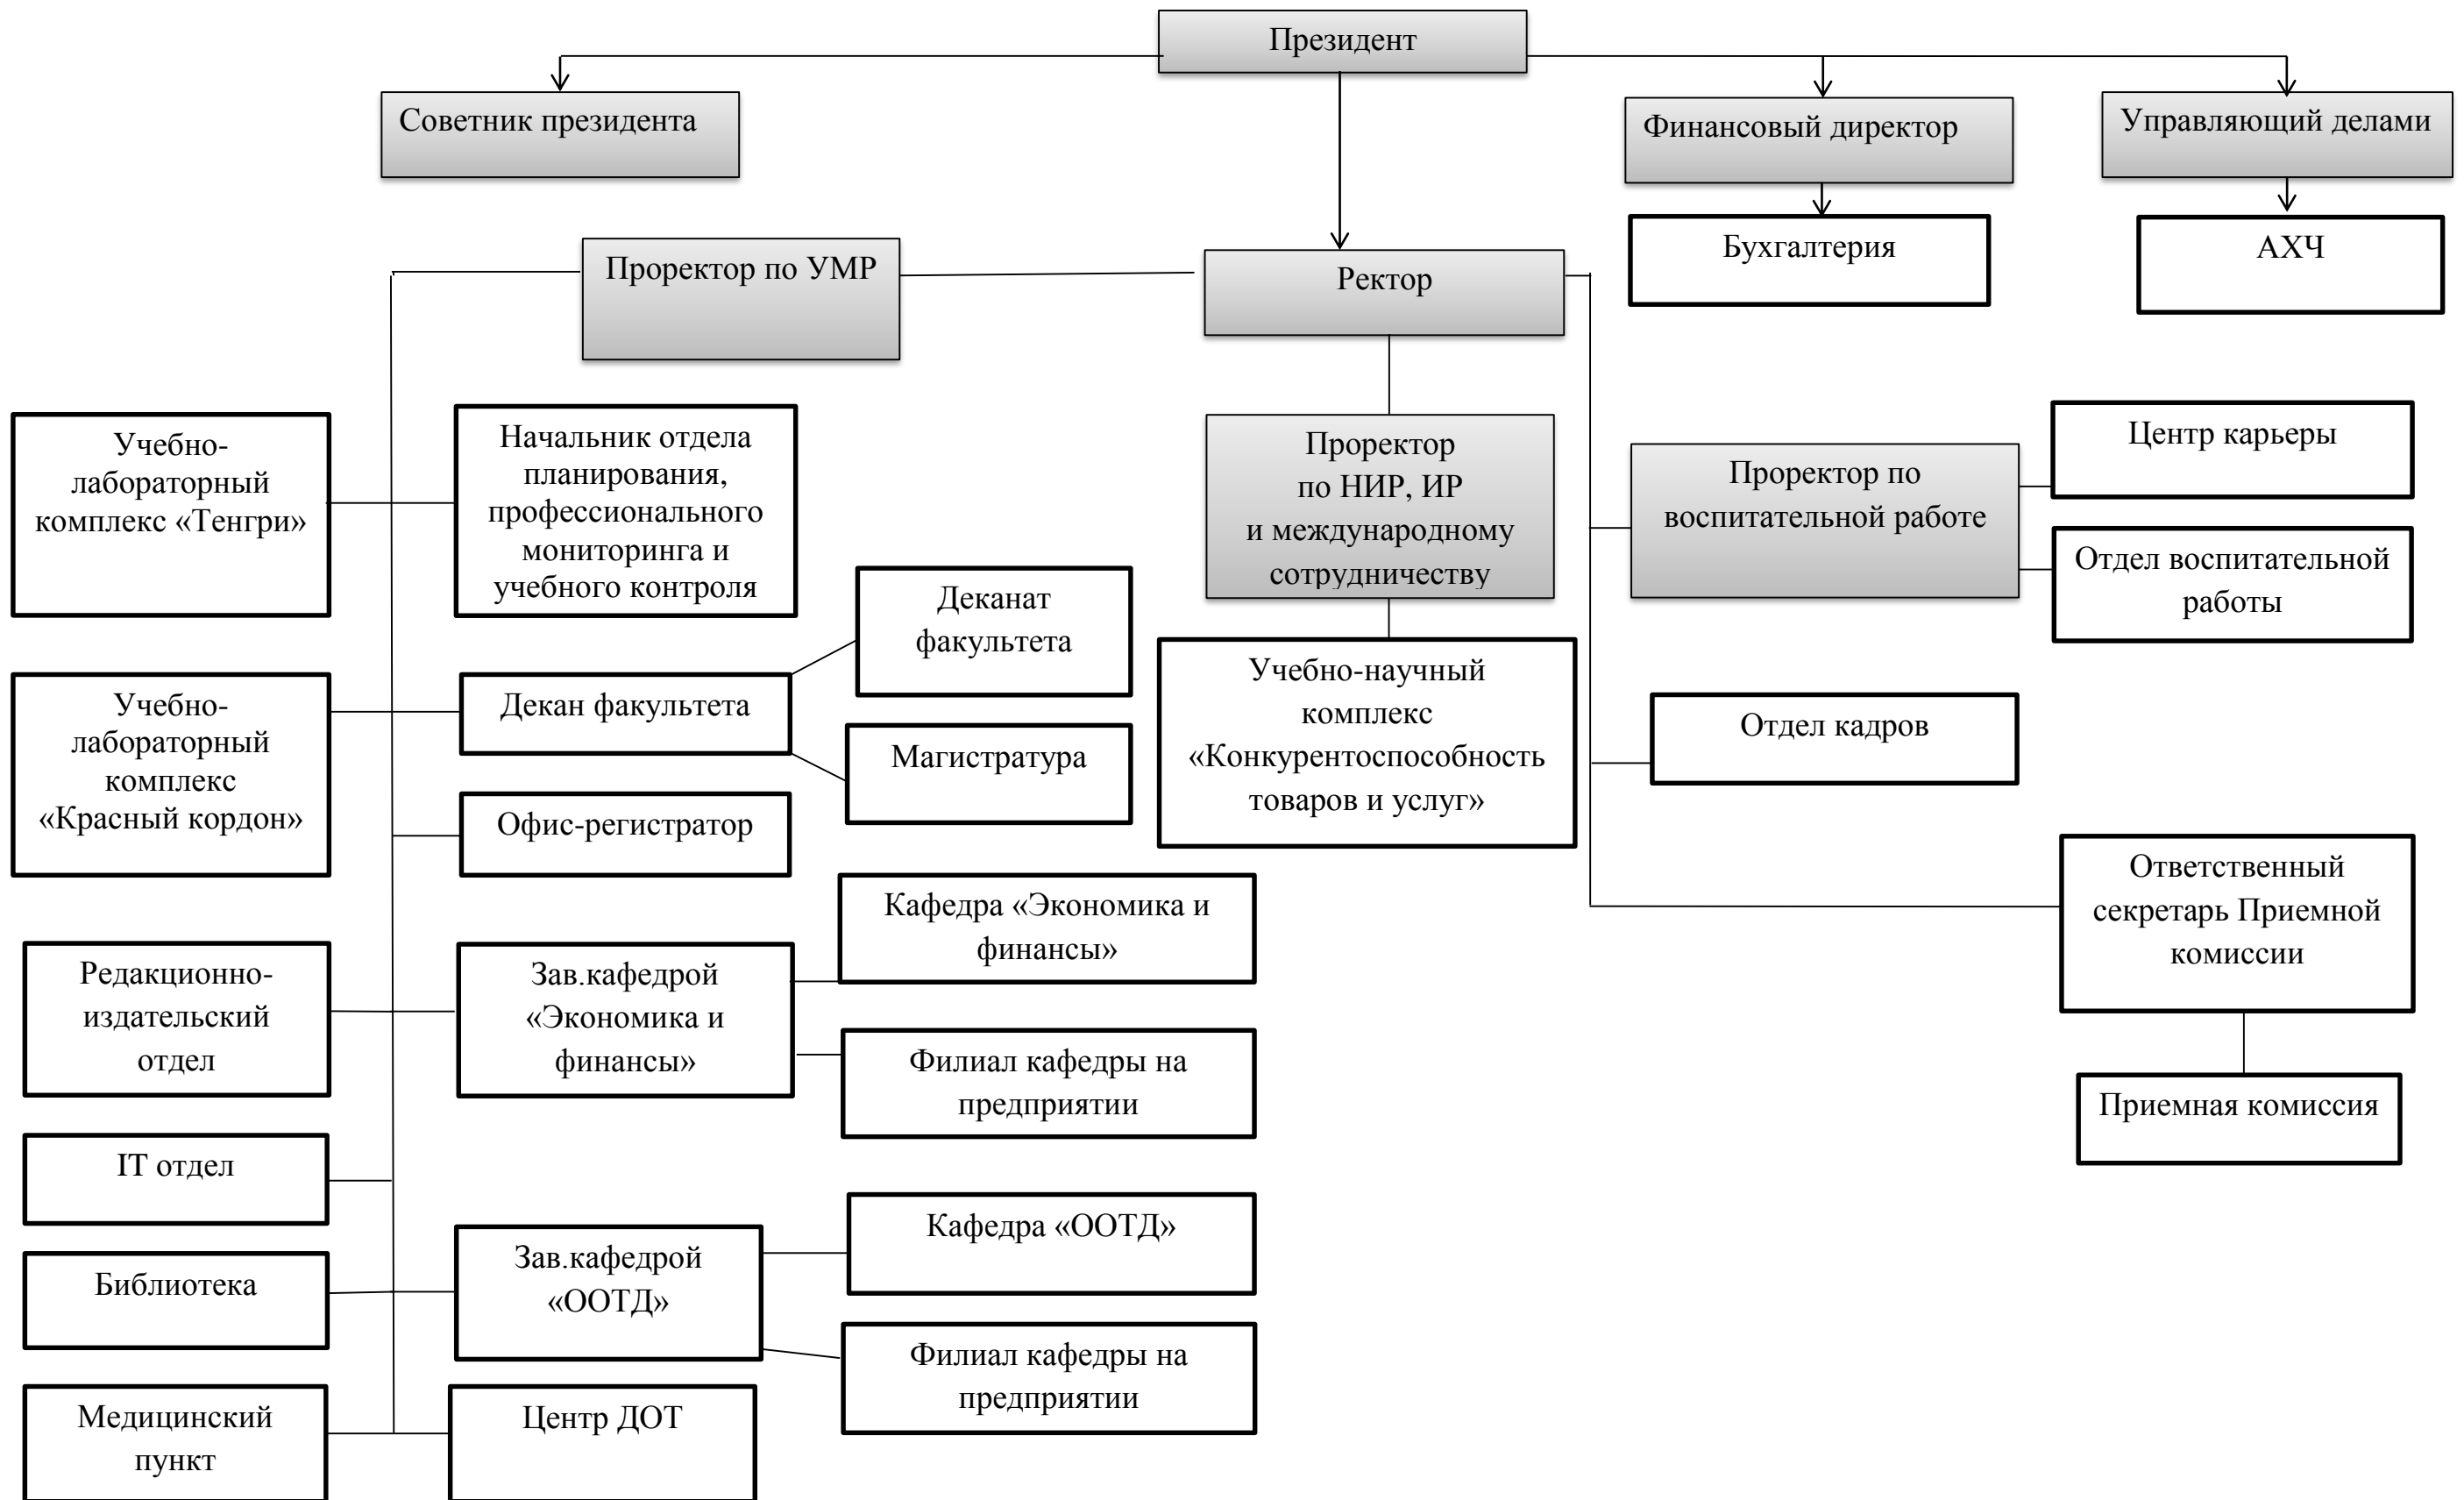 Президент
Советник президента
Финансовый директор
Управляющий делами
Бухгалтерия
АХЧ
Проректор по УМР
Ректор
Учебно-
лабораторный
комплекс «Тенгри»
Начальник отдела
планирования,
профессионального
мониторинга и
учебного контроля
Проректор
по НИР, ИР
и международному
сотрудничеству
Проректор по
воспитательной работе
Центр карьеры
Отдел воспитательной
работы
Деканат
факультета
Учебно-
лабораторный
комплекс
«Красный кордон»
Декан факультета
Магистратура
Учебно-научный
комплекс
«Конкурентоспособность
товаров и услуг»
Отдел кадров
Офис-регистратор
Ответственный
секретарь Приемной
комиссии
Приемная комиссия
Редакционно-
издательский
отдел
Зав.кафедрой
«Экономика и
финансы»
Кафедра «Экономика и
финансы»
Филиал кафедры на
предприятии
IT отдел
Библиотека
Зав.кафедрой
«ООТД»
Кафедра «ООТД»
Филиал кафедры на
предприятии
Медицинский
пункт
Центр ДОТ